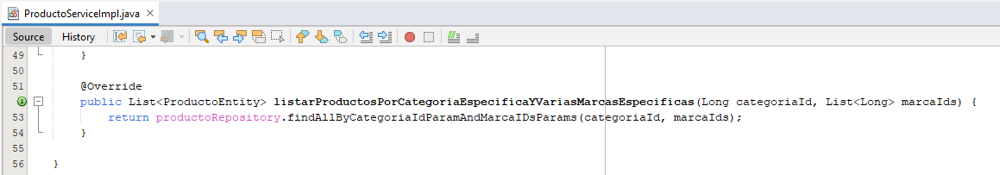 ProductoServiceImpl.java
Source History
49 }
50
51 @Override
public List<ProductoEntity> listarProductosPorCategoriaEspecificaYVariasMarcasEspecificas(Long categoriaId, List<Long> marcaIds) {
53 return productoRepository.findAllByCategoriaIdParamAndMarcaIDsParams(categoriaId, marcaIds);
54 }
55
56 }